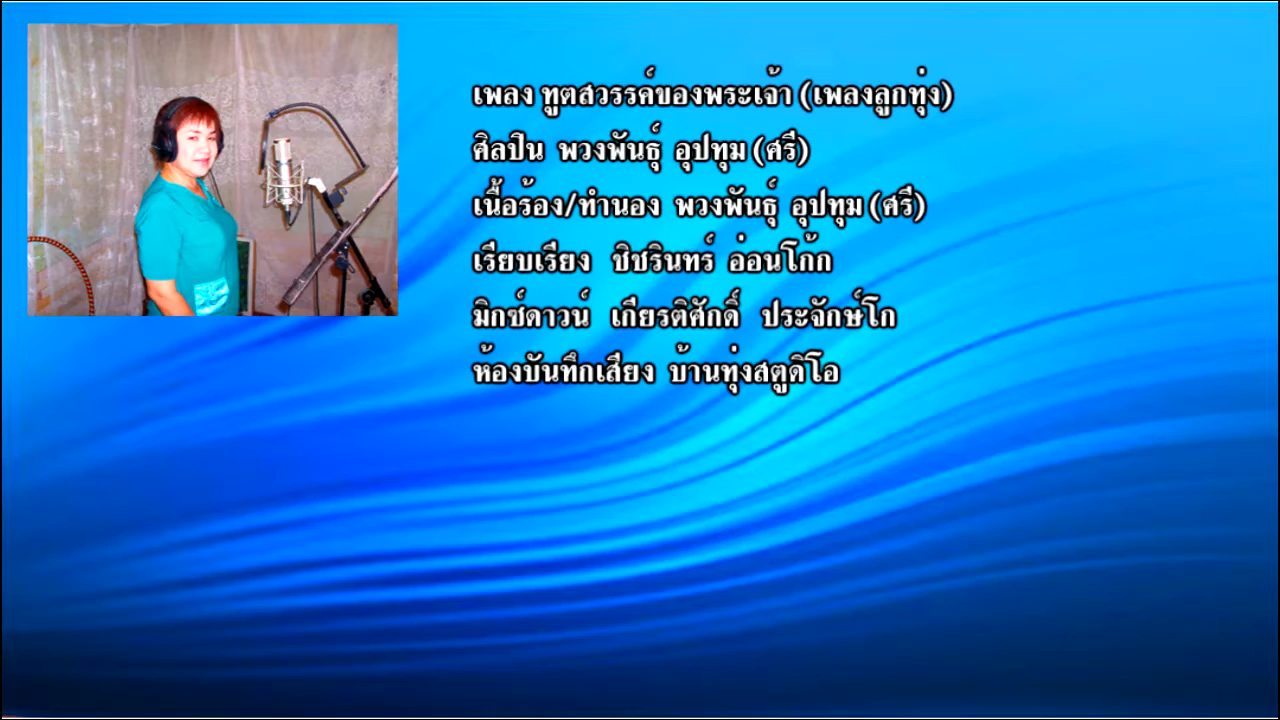 เพลง ทูตสวรรค์ของพระเจ้า (เพลงลูกทุ่ง)
ศิลปิน พวงพันธุ์ อุปทุม (ศรี)
เนื้อร้อง/ทำนอง พวงพันธุ์ อุปทุม (ศรี)
เรียบเรียง ชิชรินทร์ อ่อนโก้ก
มิกซ์ดาวน์ เกียรติศักดิ์ ประจักษ์โก
ห้องบันทึกเสียง บ้านทุ่งสตูดิโอ